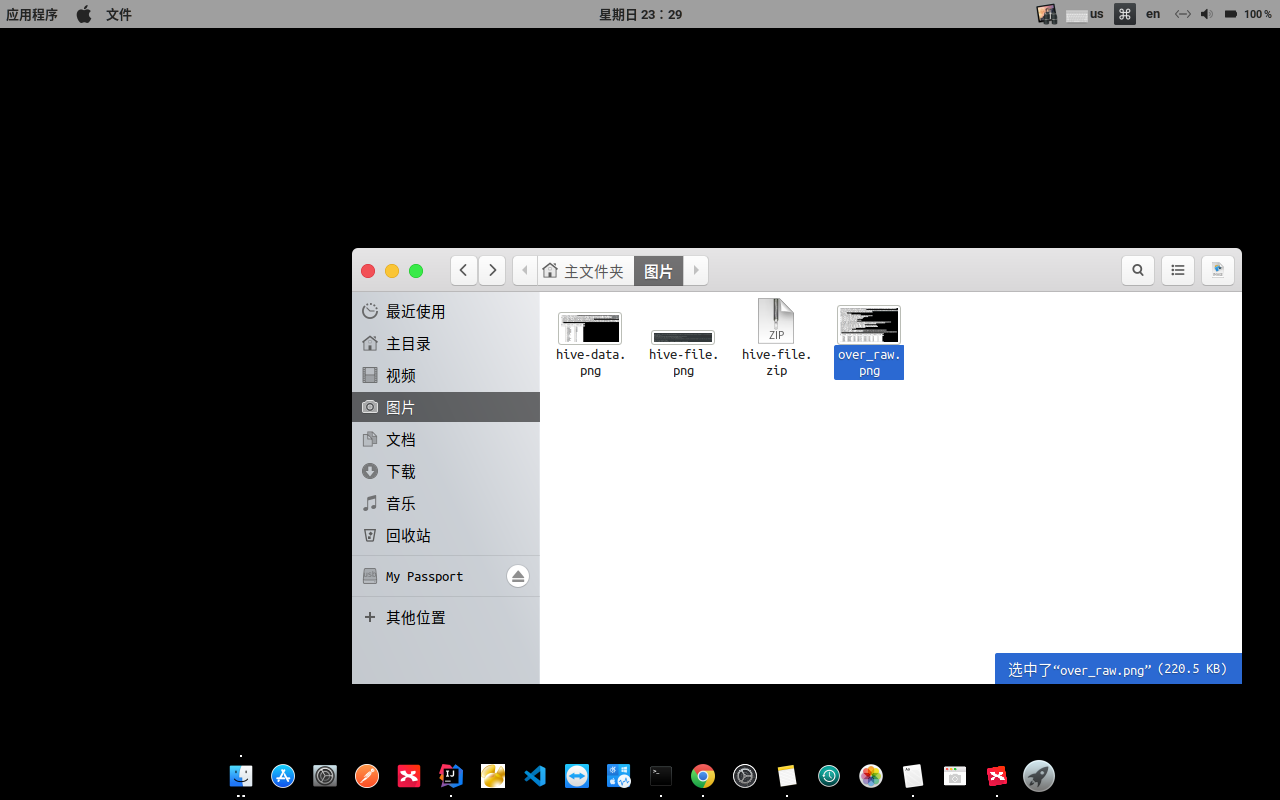 应用程序 文件 星期日 23：29 us en 100 %
主文件夹 图片
最近使用
主目录
视频
图片
文档
下载
音乐
回收站
My Passport
其他位置
hive-data.
png
hive-file.
png
ZIP
hive-file.
zip
over_raw.
png
选中了“over_raw.png” (220.5 KB)